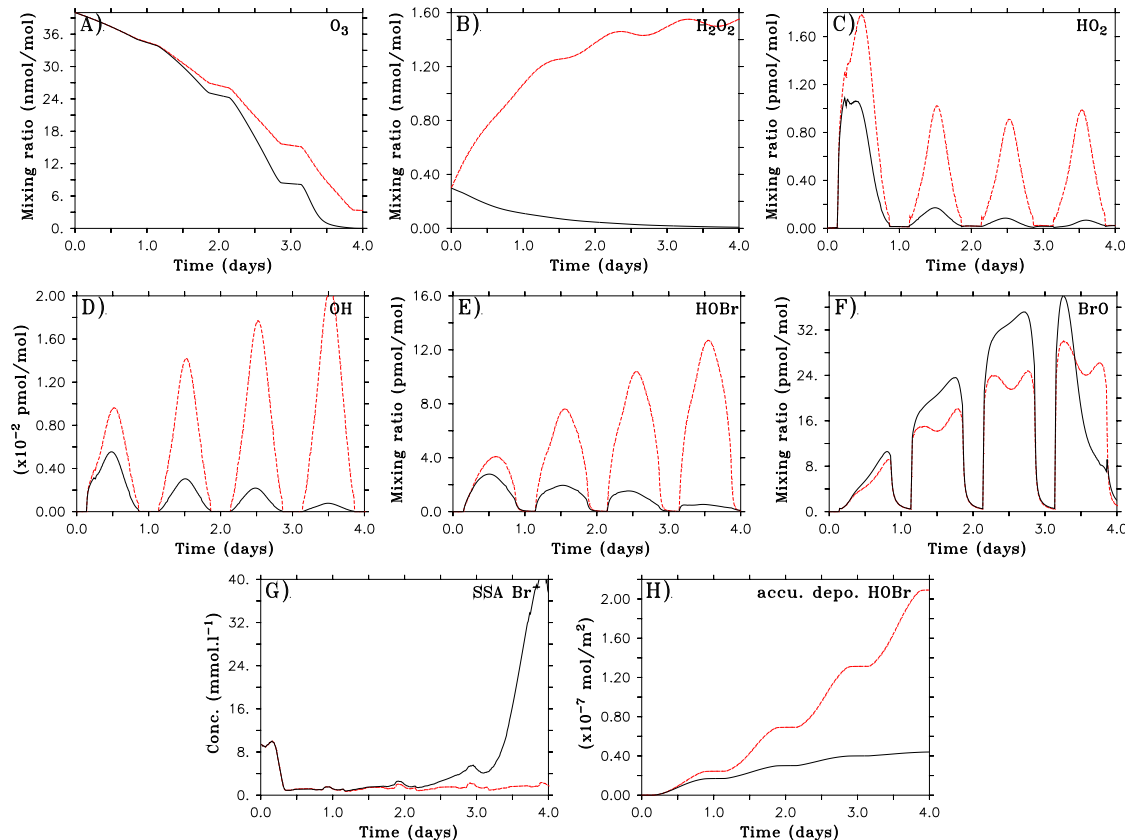 A).
O3
Mixing ratio (nmol/mol)
36.
24.
15.
6.
0.
0.0 1.0 2.0 3.0 4.0
Time (days)
B).
H2O2
Mixing ratio (nmol/mol)
1.60
1.20
0.80
0.40
0.00
0.0 1.0 2.0 3.0 4.0
Time (days)
C).
HO2
Mixing ratio (pmol/mol)
1.60
1.20
0.80
0.40
0.00
0.0 1.0 2.0 3.0 4.0
Time (days)
D).
OH
(x10⁻² pmol/mol)
2.00
1.60
1.20
0.80
0.40
0.00
0.0 1.0 2.0 3.0 4.0
Time (days)
E).
HOBr
Mixing ratio (pmol/mol)
16.0
12.0
8.0
4.0
0.0
0.0 1.0 2.0 3.0 4.0
Time (days)
F).
BrO
Mixing ratio (pmol/mol)
32.
24.
16.
8.
0.
0.0 1.0 2.0 3.0 4.0
Time (days)
G).
SSA Br⁻
Conc. (mmol.l⁻¹)
40.
32.
24.
16.
8.
0.
0.0 1.0 2.0 3.0 4.0
Time (days)
H).
accu. depo. HOBr
(x10⁻⁷ mol/m²)
2.00
1.60
1.20
0.80
0.40
0.00
0.0 1.0 2.0 3.0 4.0
Time (days)